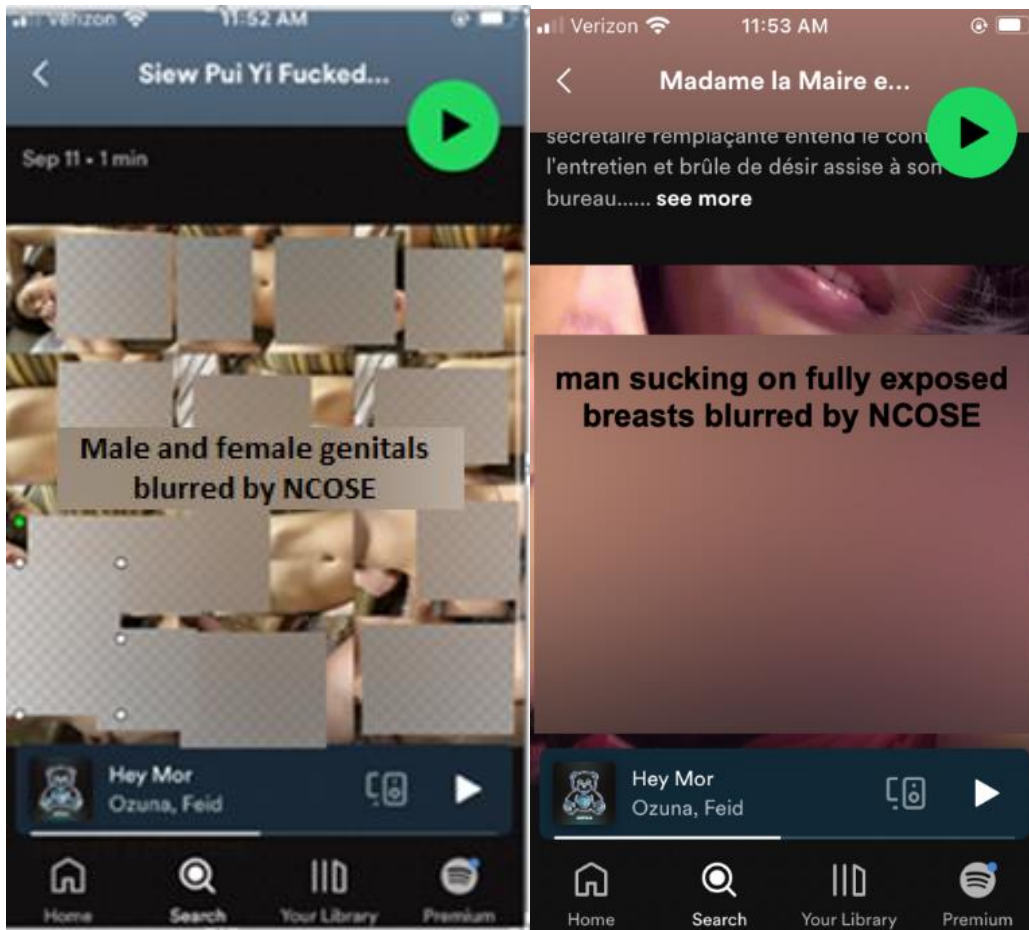 Verizon 11:52 AM
Siew Pui Yi Fucked...
Sep 11 • 1 min
Male and female genitals
blurred by NCOSE
Hey Mor
Ozuna, Feid
Home Search Your Library Premium
Verizon 11:53 AM
Madame la Maire e...
secrétaire remplaçante entend le cont
l'entretien et brûle de désir assise à son
bureau...... see more
man sucking on fully exposed
breasts blurred by NCOSE
Hey Mor
Ozuna, Feid
Home Search Your Library Premium